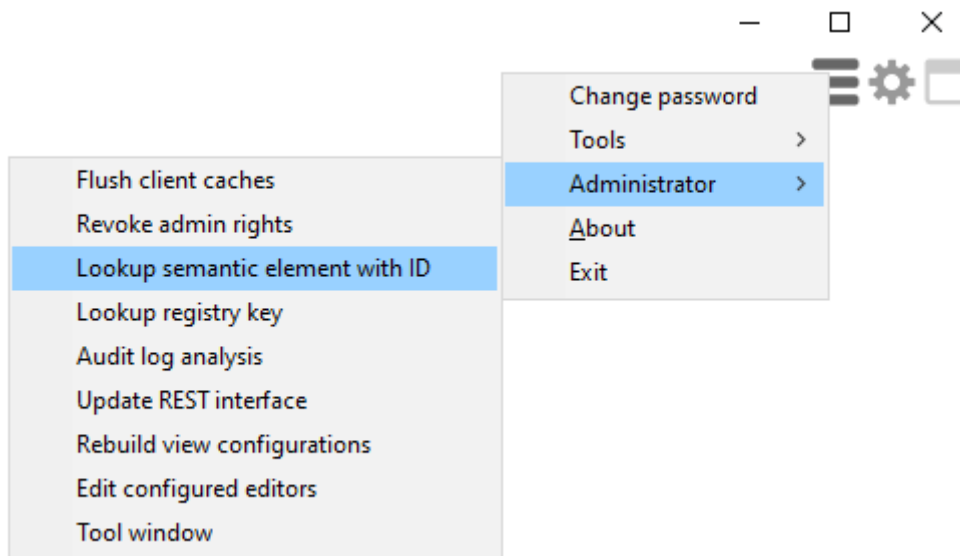 Change password
Tools
Administrator
About
Exit
Flush client caches
Revoke admin rights
Lookup semantic element with ID
Lookup registry key
Audit log analysis
Update REST interface
Rebuild view configurations
Edit configured editors
Tool window